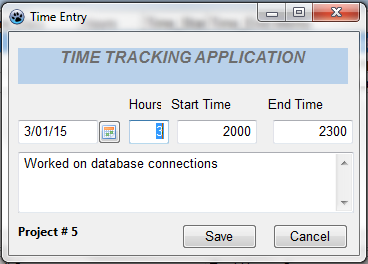 Time Entry
TIME TRACKING APPLICATION
Hours Start Time End Time
3/01/15 3 2000 2300
Worked on database connections
Project # 5 Save Cancel